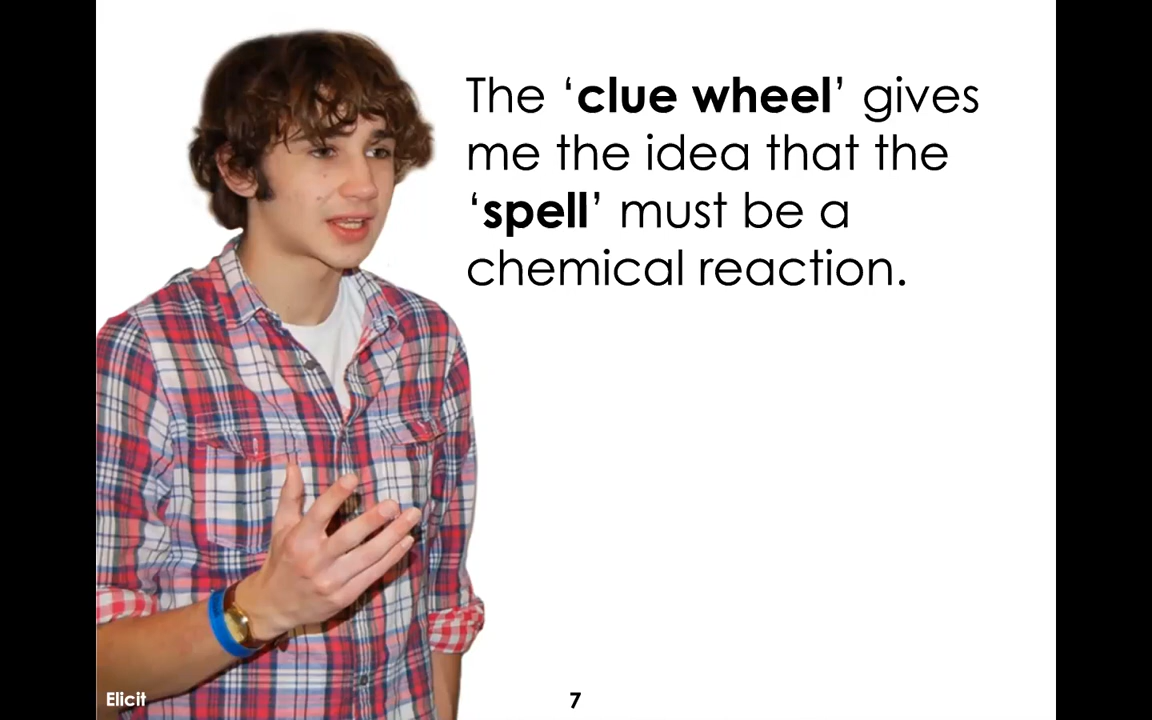 The ‘clue wheel’ gives
me the idea that the
‘spell’ must be a
chemical reaction.
Elicit
7